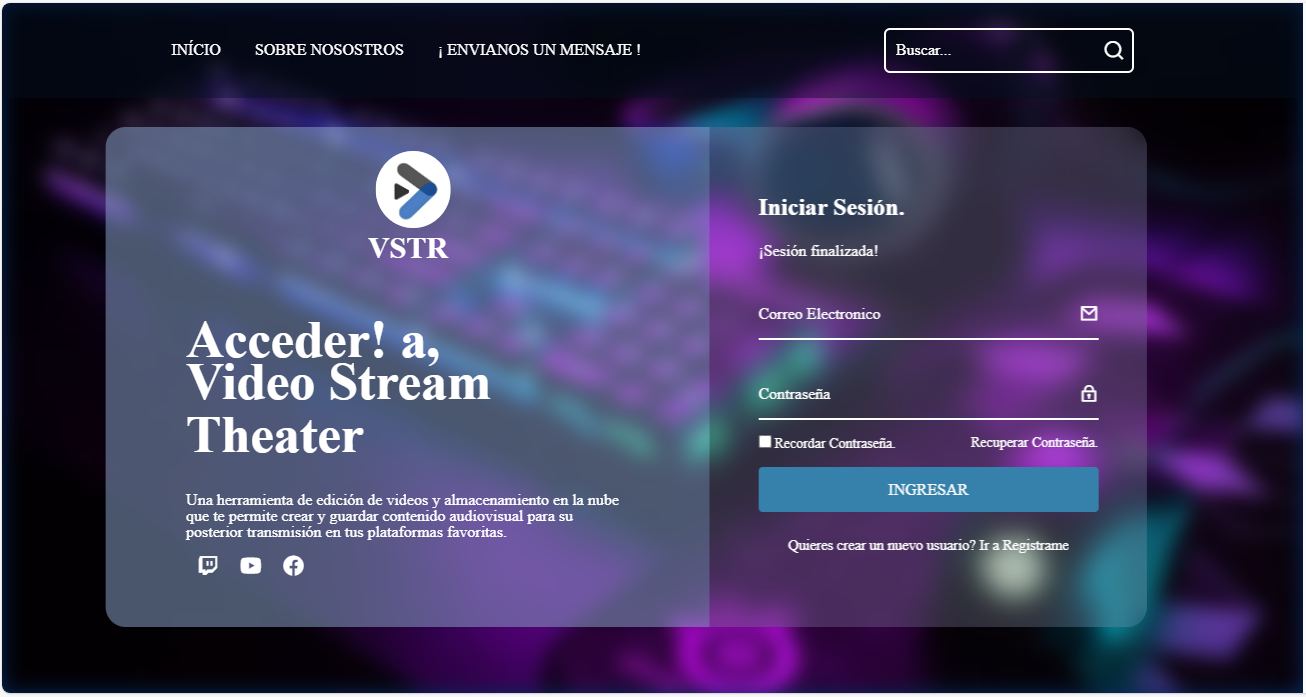 INÍCIO SOBRE NOSOSTROS ¡ ENVIANOS UN MENSAJE ! Buscar...
VSTR
Acceder! a,
Video Stream
Theater
Una herramienta de edición de videos y almacenamiento en la nube
que te permite crear y guardar contenido audiovisual para su
posterior transmisión en tus plataformas favoritas.
Iniciar Sesión.
¡Sesión finalizada!
Correo Electronico
Contraseña
Recordar Contraseña. Recuperar Contraseña.
INGRESAR
Quieres crear un nuevo usuario? Ir a Registrame